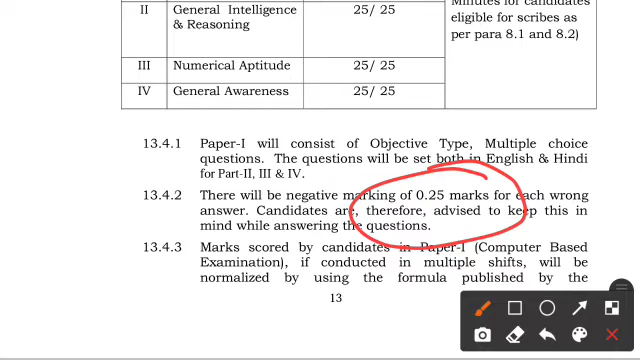 Minutes for candidates
II General Intelligence 25/ 25 eligible for scribes as
& Reasoning per para 8.1 and 8.2)
III Numerical Aptitude 25/ 25
IV General Awareness 25/ 25
13.4.1 Paper-I will consist of Objective Type, Multiple choice
questions. The questions will be set both in English & Hindi
for Part-II, III & IV.
13.4.2 There will be negative marking of 0.25 marks for each wrong
answer. Candidates are, therefore, advised to keep this in
mind while answering the questions.
13.4.3 Marks scored by candidates in Paper-I (Computer Based
Examination), if conducted in multiple shifts, will be
normalized by using the formula published by the
13